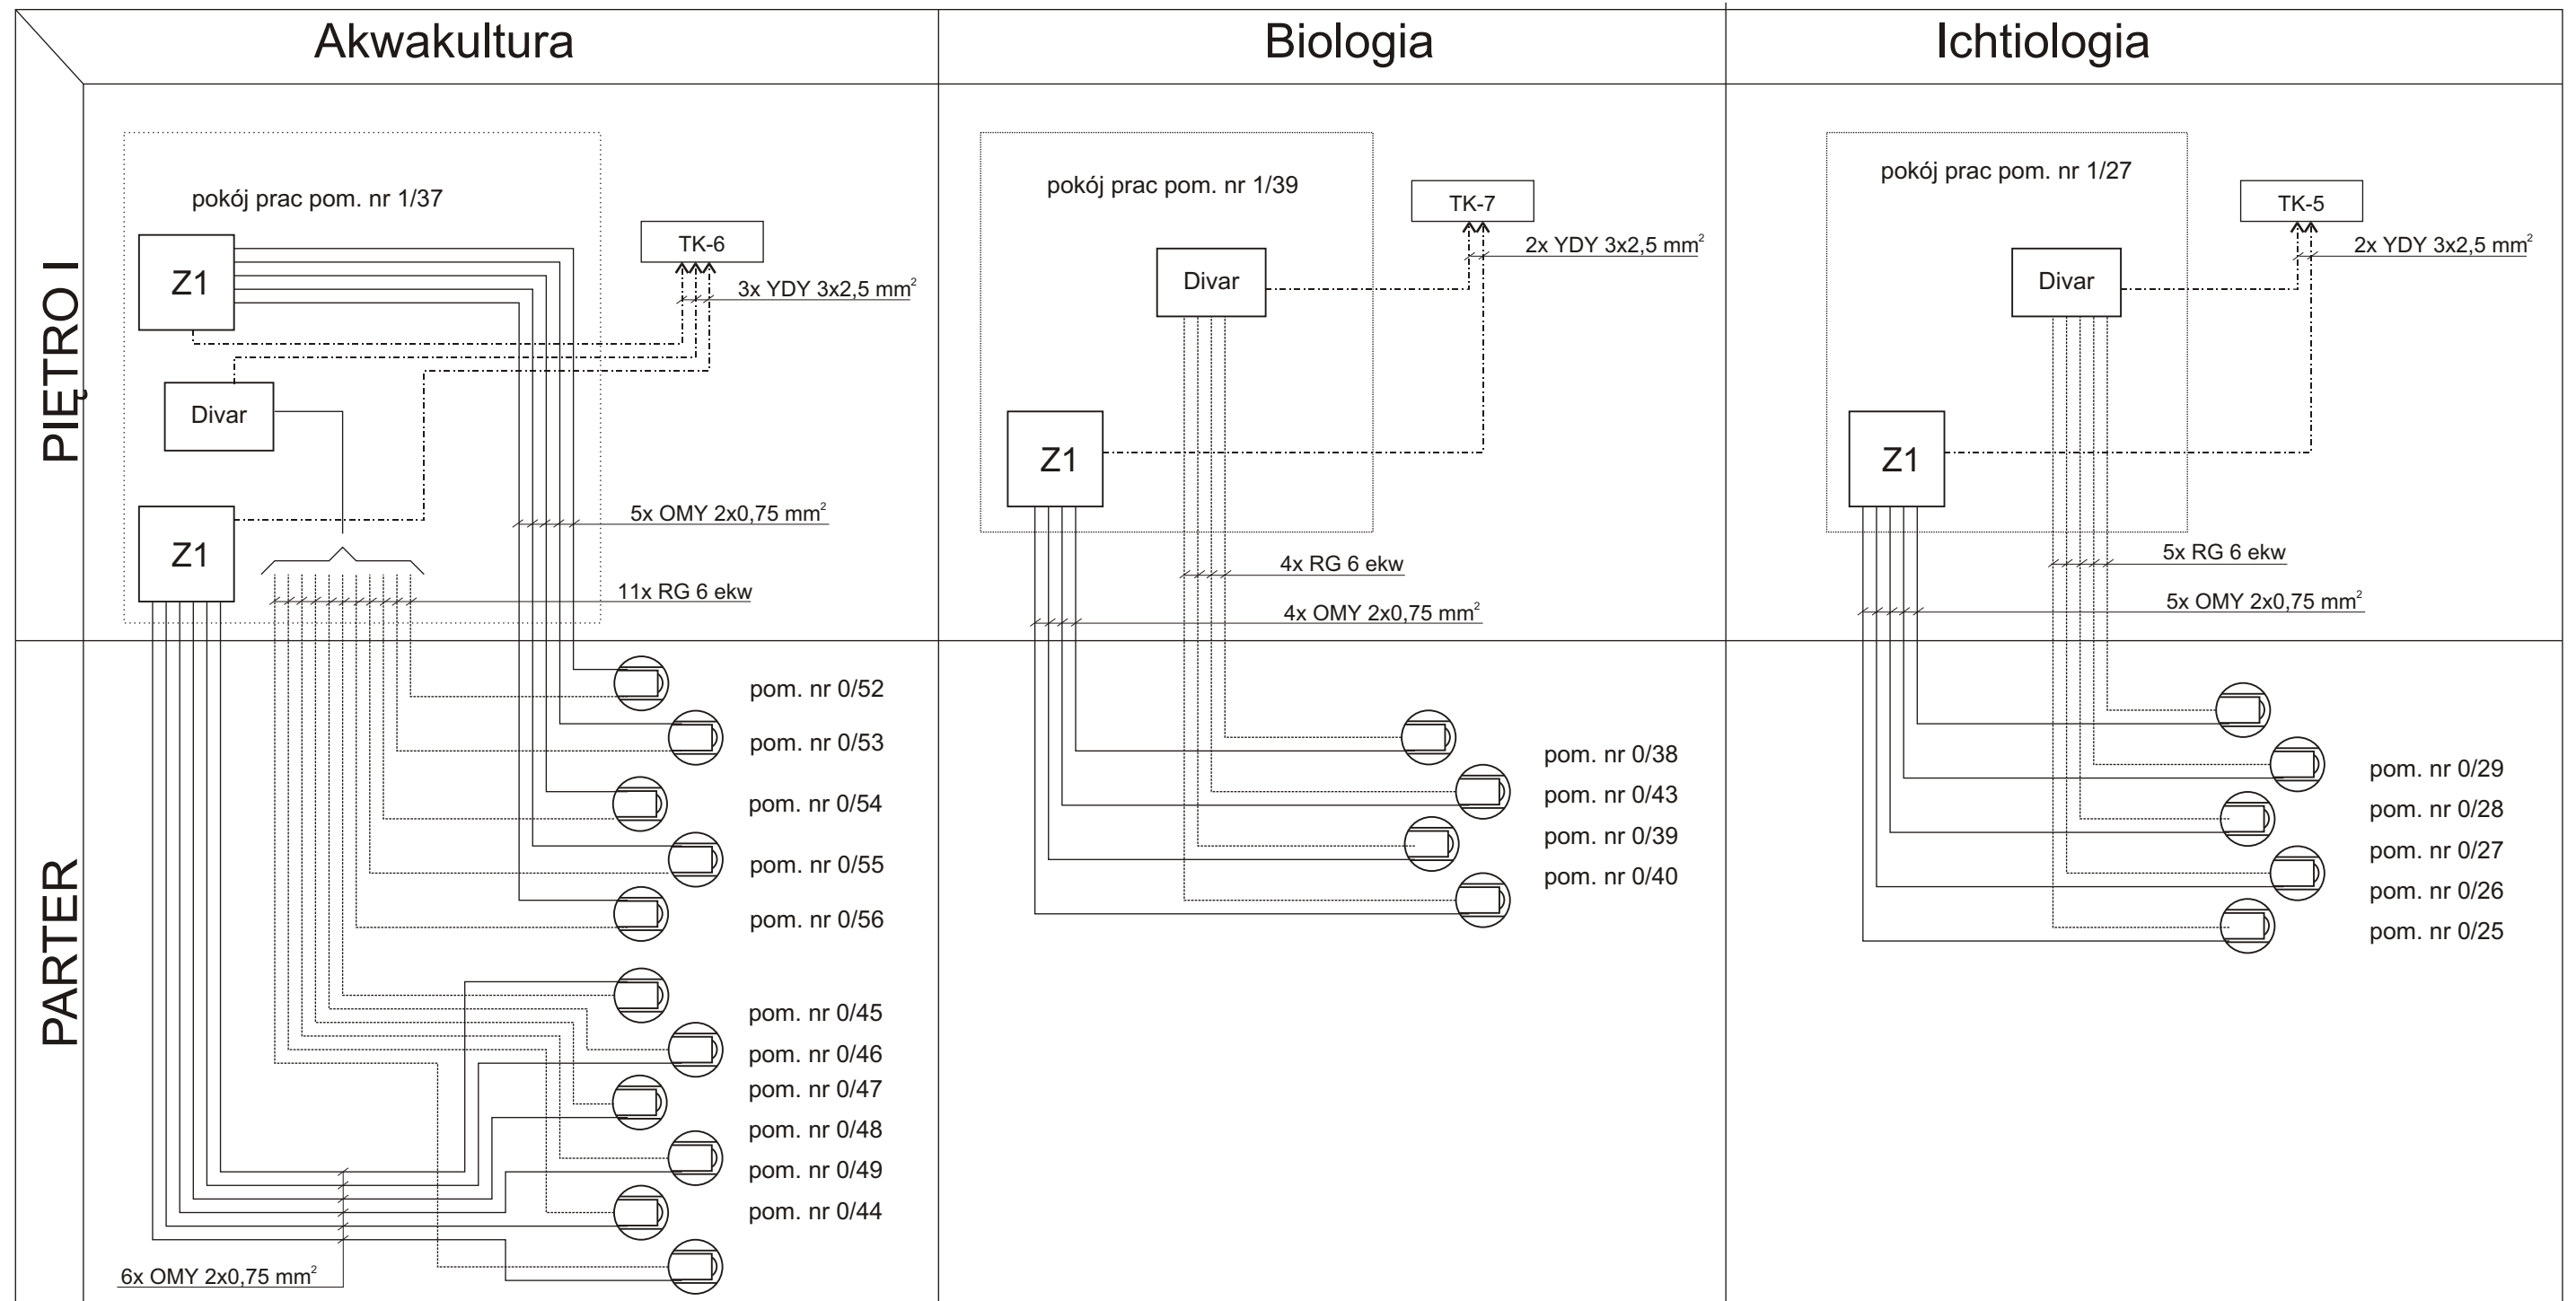 Akwakultura
Biologia
Ichtiologia
PIĘTRO I
pokój prac pom. nr 1/37
Z1
TK-6
3x YDY 3x2,5 mm²
Divar
Z1
5x OMY 2x0,75 mm²
11x RG 6 ekw
pokój prac pom. nr 1/39
TK-7
2x YDY 3x2,5 mm²
Divar
Z1
4x RG 6 ekw
4x OMY 2x0,75 mm²
pokój prac pom. nr 1/27
TK-5
2x YDY 3x2,5 mm²
Divar
Z1
5x RG 6 ekw
5x OMY 2x0,75 mm²
PARTER
pom. nr 0/52
pom. nr 0/53
pom. nr 0/54
pom. nr 0/55
pom. nr 0/56
pom. nr 0/45
pom. nr 0/46
pom. nr 0/47
pom. nr 0/48
pom. nr 0/49
pom. nr 0/44
6x OMY 2x0,75 mm²
pom. nr 0/38
pom. nr 0/43
pom. nr 0/39
pom. nr 0/40
pom. nr 0/29
pom. nr 0/28
pom. nr 0/27
pom. nr 0/26
pom. nr 0/25